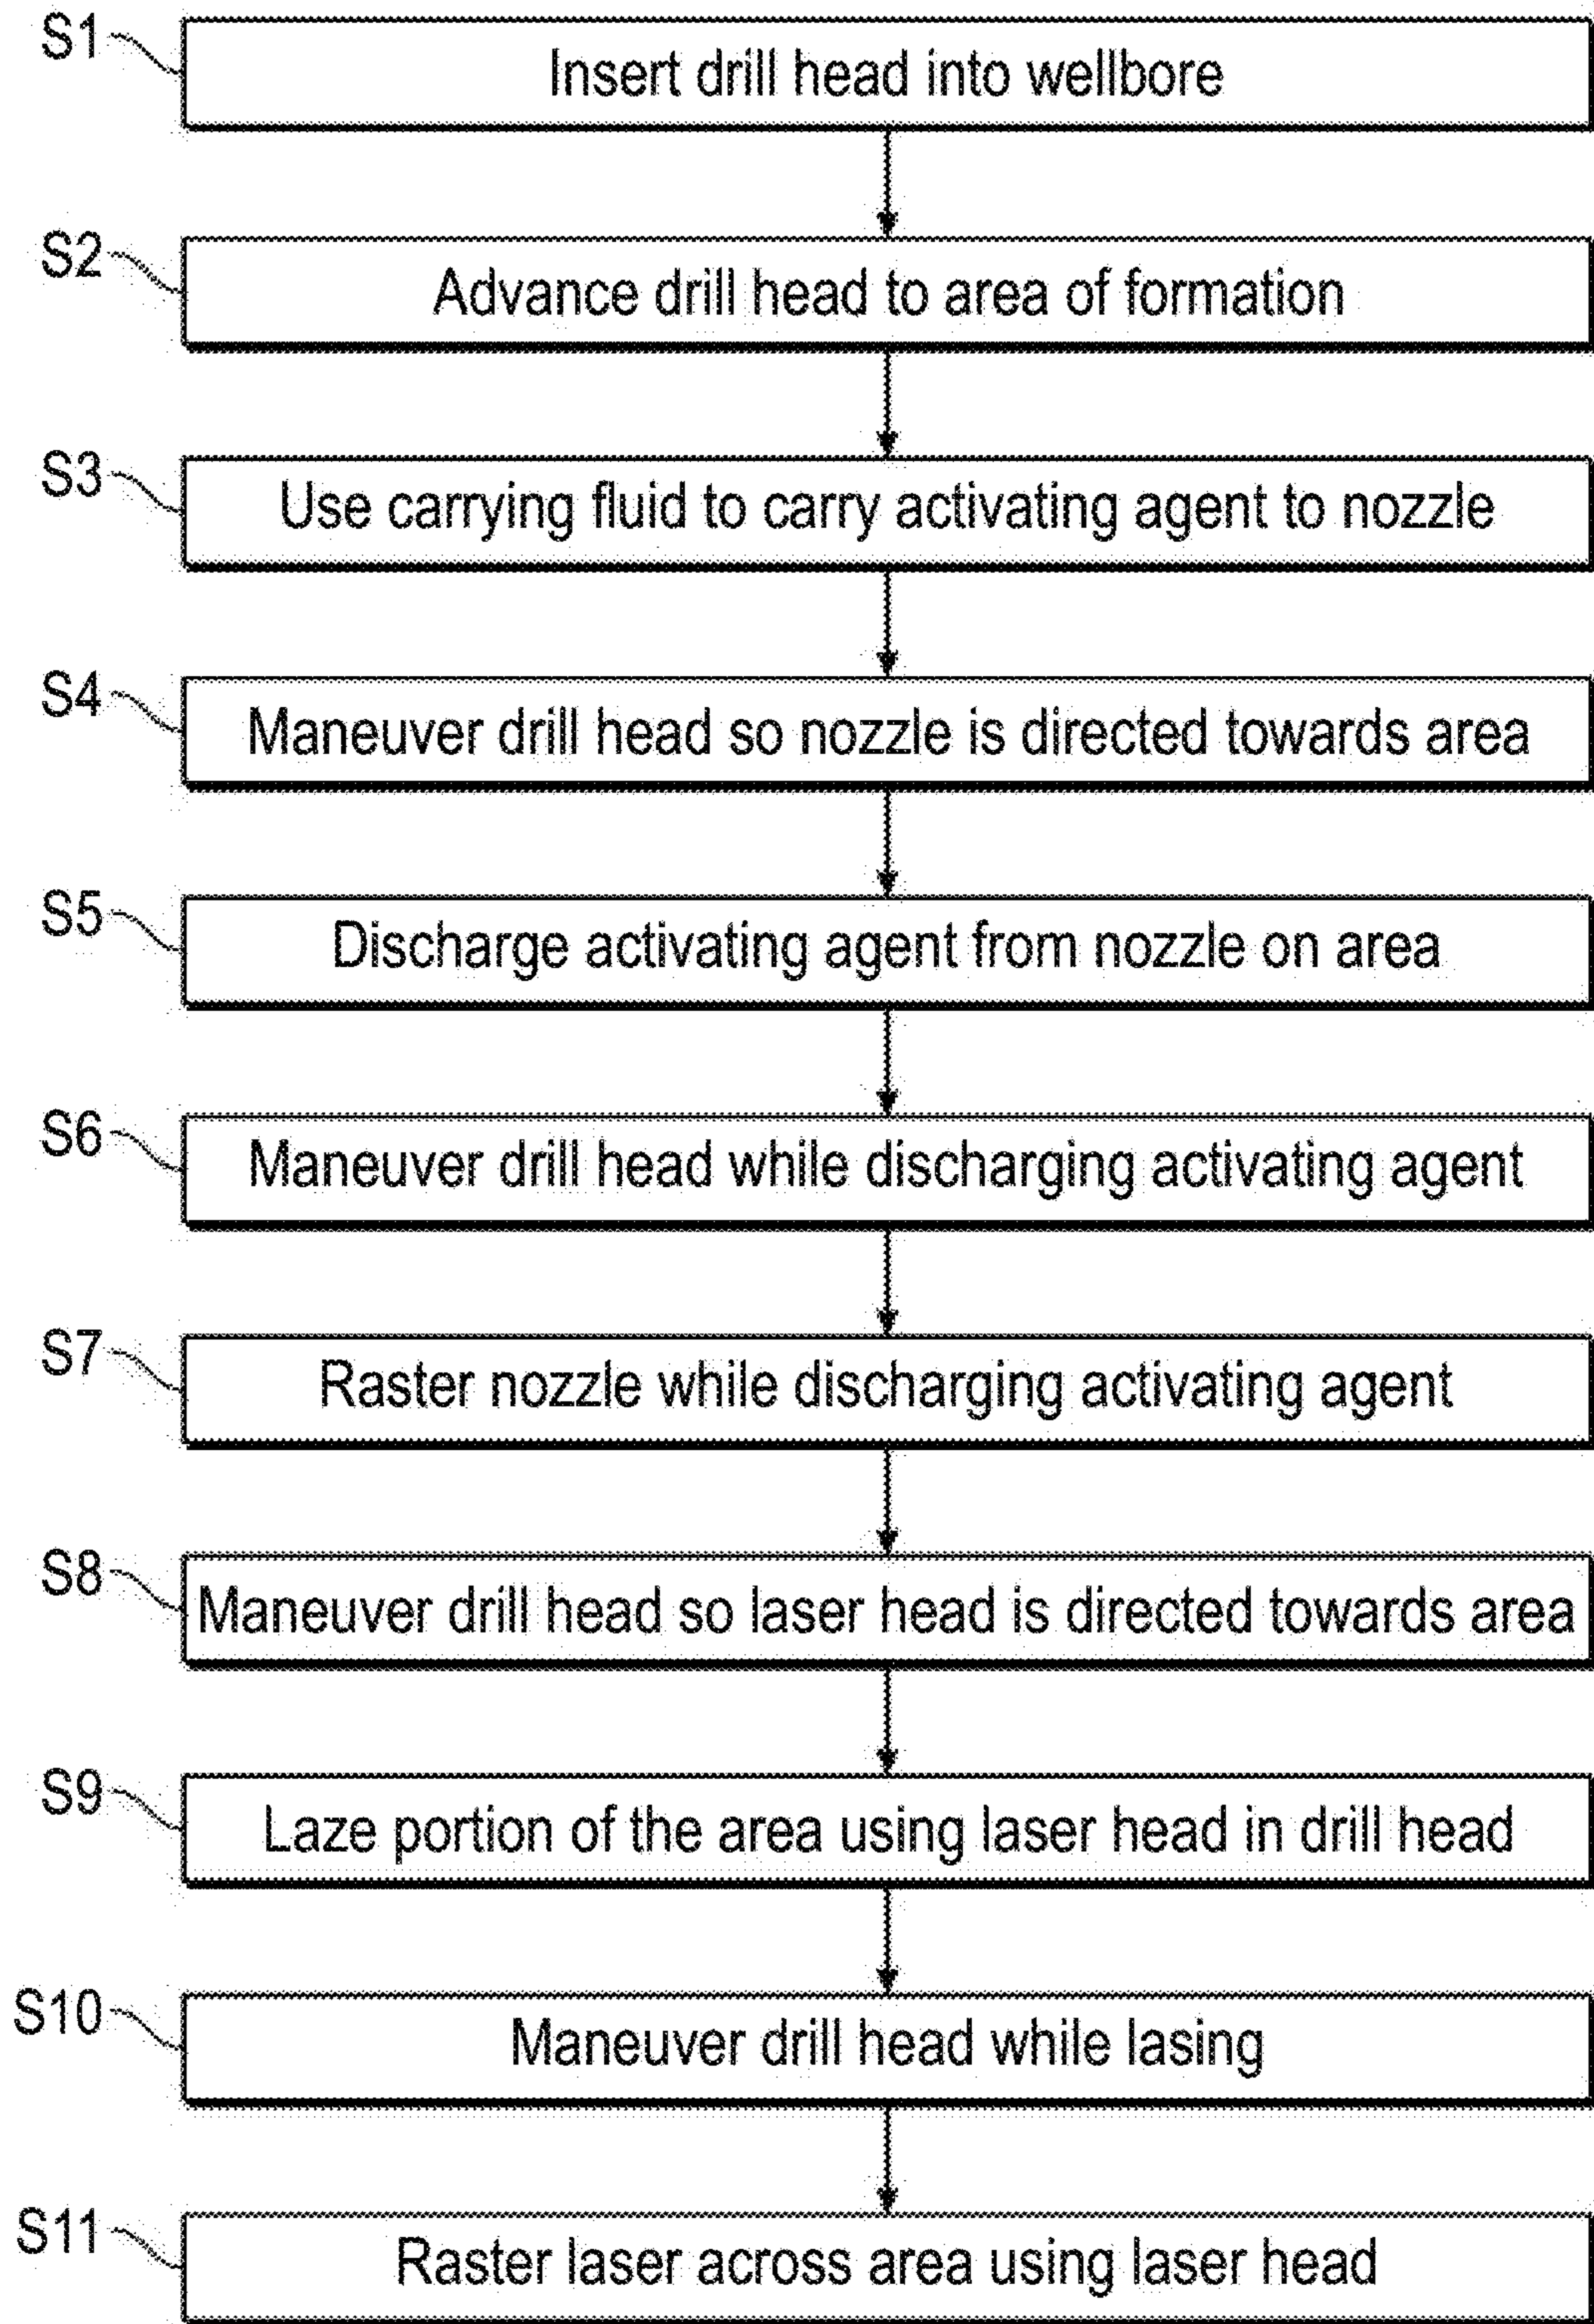 S1
Insert drill head into wellbore
S2
Advance drill head to area of formation
S3
Use carrying fluid to carry activating agent to nozzle
S4
Maneuver drill head so nozzle is directed towards area
S5
Discharge activating agent from nozzle on area
S6
Maneuver drill head while discharging activating agent
S7
Raster nozzle while discharging activating agent
S8
Maneuver drill head so laser head is directed towards area
S9
Laze portion of the area using laser head in drill head
S10
Maneuver drill head while lasing
S11
Raster laser across area using laser head